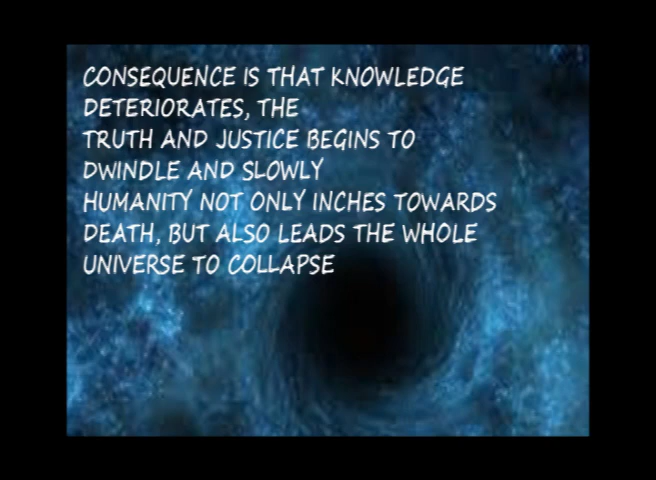 CONSEQUENCE IS THAT KNOWLEDGE
DETERIORATES, THE
TRUTH AND JUSTICE BEGINS TO
DWINDLE AND SLOWLY
HUMANITY NOT ONLY INCHES TOWARDS
DEATH, BUT ALSO LEADS THE WHOLE
UNIVERSE TO COLLAPSE